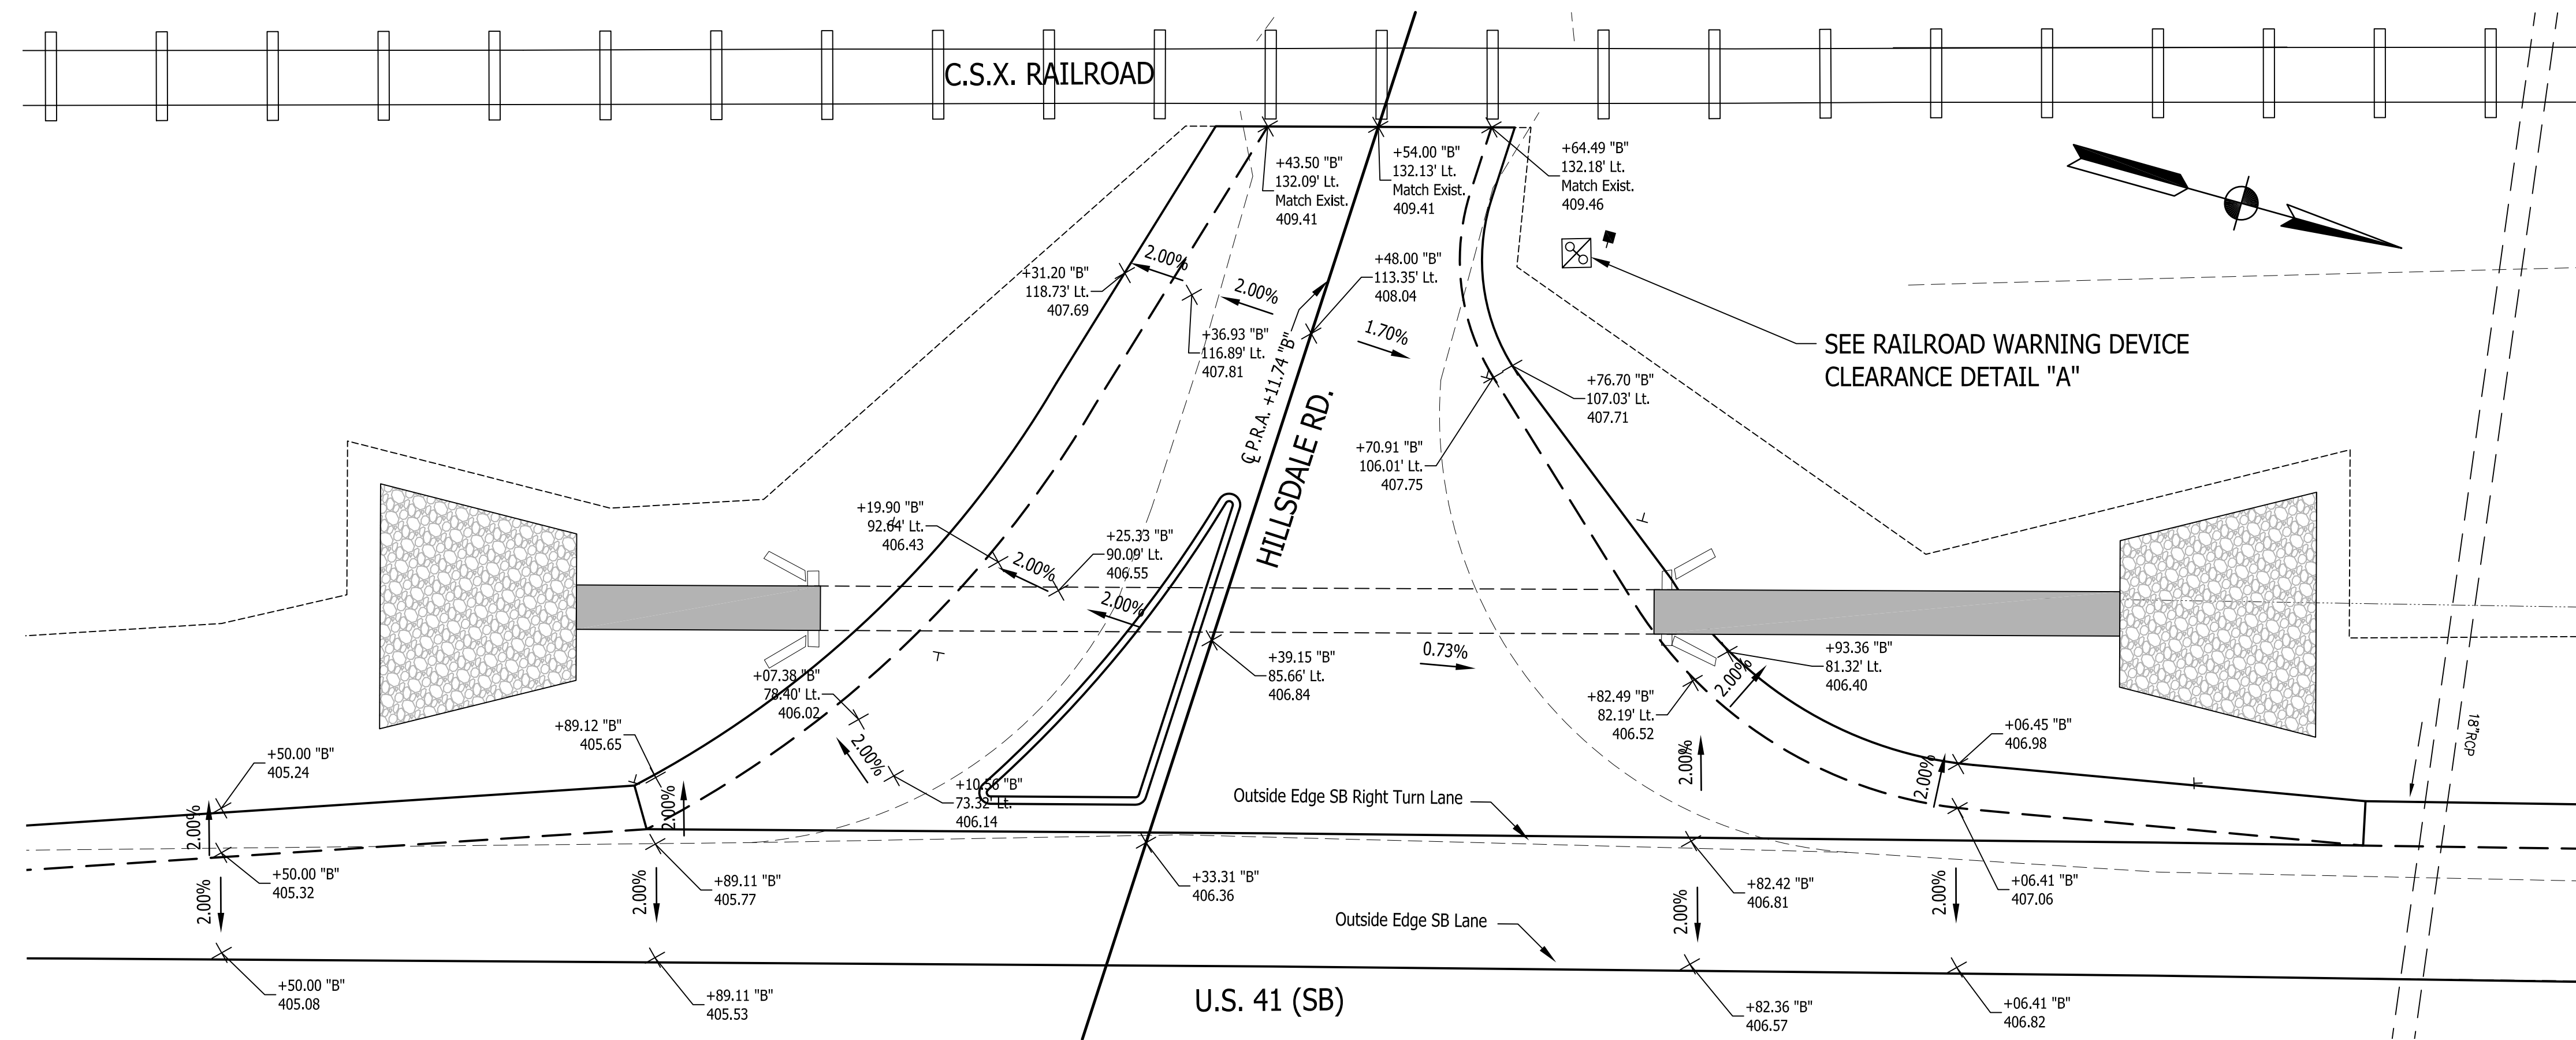 C.S.X. RAILROAD
+43.50 "B"
132.09' Lt.
Match Exist.
409.41
+54.00 "B"
132.13' Lt.
Match Exist.
409.41
+64.49 "B"
132.18' Lt.
Match Exist.
409.46
+31.20 "B"
118.73' Lt.
407.69
2.00%
2.00%
+36.93 "B"
116.89' Lt.
407.81
+48.00 "B"
113.35' Lt.
408.04
1.70%
℄ P.R.A. +11.74 "B"
HILLSDALE RD.
SEE RAILROAD WARNING DEVICE
CLEARANCE DETAIL "A"
+76.70 "B"
107.03' Lt.
407.71
+70.91 "B"
106.01' Lt.
407.75
+19.90 "B"
92.64' Lt.
406.43
2.00%
+25.33 "B"
90.09' Lt.
406.55
2.00%
+39.15 "B"
85.66' Lt.
406.84
0.73%
+93.36 "B"
81.32' Lt.
406.40
2.00%
+82.49 "B"
82.19' Lt.
406.52
+07.38 "B"
78.40' Lt.
406.02
2.00%
+10.56 "B"
73.32' Lt.
406.14
+89.12 "B"
405.65
+50.00 "B"
405.24
2.00%
2.00%
2.00%
+06.45 "B"
406.98
2.00%
18"RCP
Outside Edge SB Right Turn Lane
+50.00 "B"
405.32
2.00%
+89.11 "B"
405.77
2.00%
+33.31 "B"
406.36
+82.42 "B"
406.81
2.00%
+06.41 "B"
407.06
2.00%
Outside Edge SB Lane
+50.00 "B"
405.08
+89.11 "B"
405.53
U.S. 41 (SB)
+82.36 "B"
406.57
+06.41 "B"
406.82